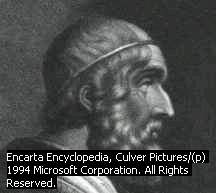 Encarta Encyclopedia, Culver Pictures/(p)
1994 Microsoft Corporation. All Rights
Reserved.